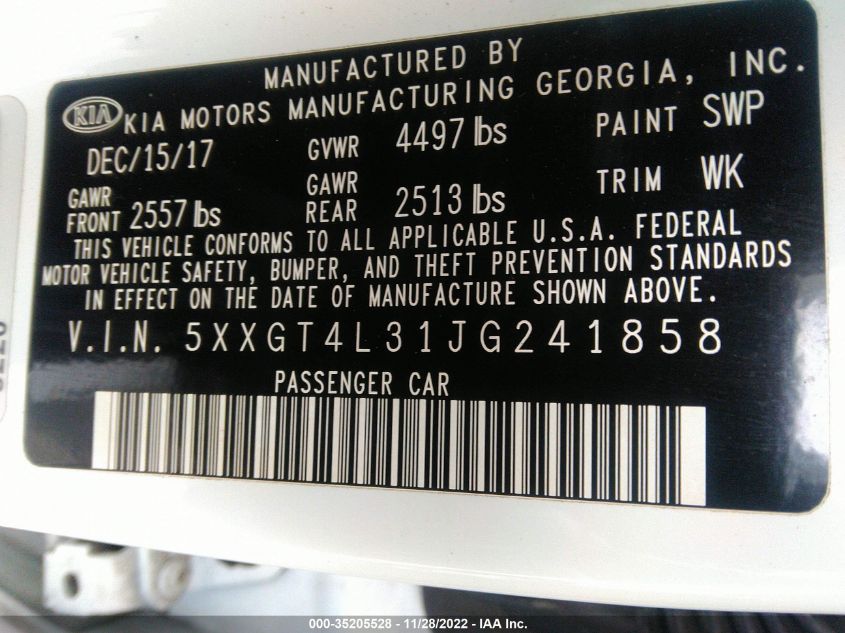 MANUFACTURED BY
KIA KIA MOTORS MANUFACTURING GEORGIA, INC.
DEC/15/17 GVWR 4497 lbs PAINT SWP
GAWR FRONT 2557 lbs GAWR REAR 2513 lbs TRIM WK
THIS VEHICLE CONFORMS TO ALL APPLICABLE U.S.A. FEDERAL
MOTOR VEHICLE SAFETY, BUMPER, AND THEFT PREVENTION STANDARDS
IN EFFECT ON THE DATE OF MANUFACTURE SHOWN ABOVE.
V.I.N. 5XXGT4L31JG241858
PASSENGER CAR
000-35205528 - 11/28/2022 - IAA Inc.